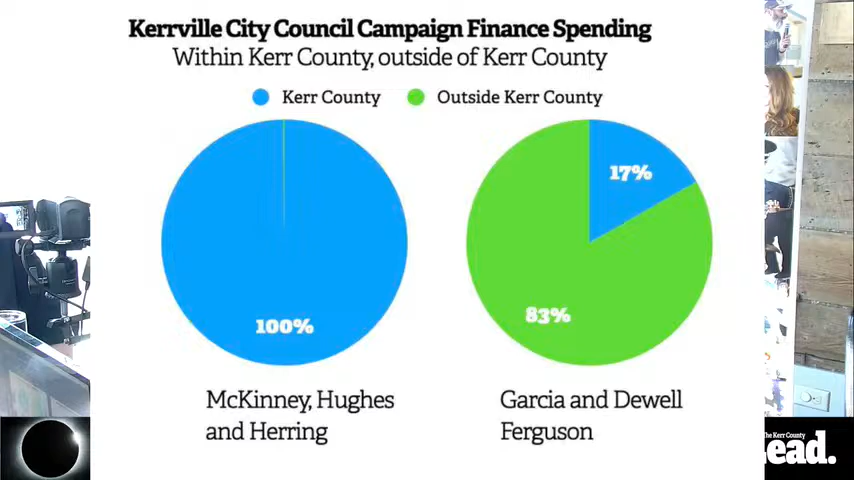 Kerrville City Council Campaign Finance Spending
Within Kerr County, outside of Kerr County
Kerr County
Outside Kerr County
17%
100%
83%
McKinney, Hughes
and Herring
Garcia and Dewell
Ferguson
The Kerr County
ead.